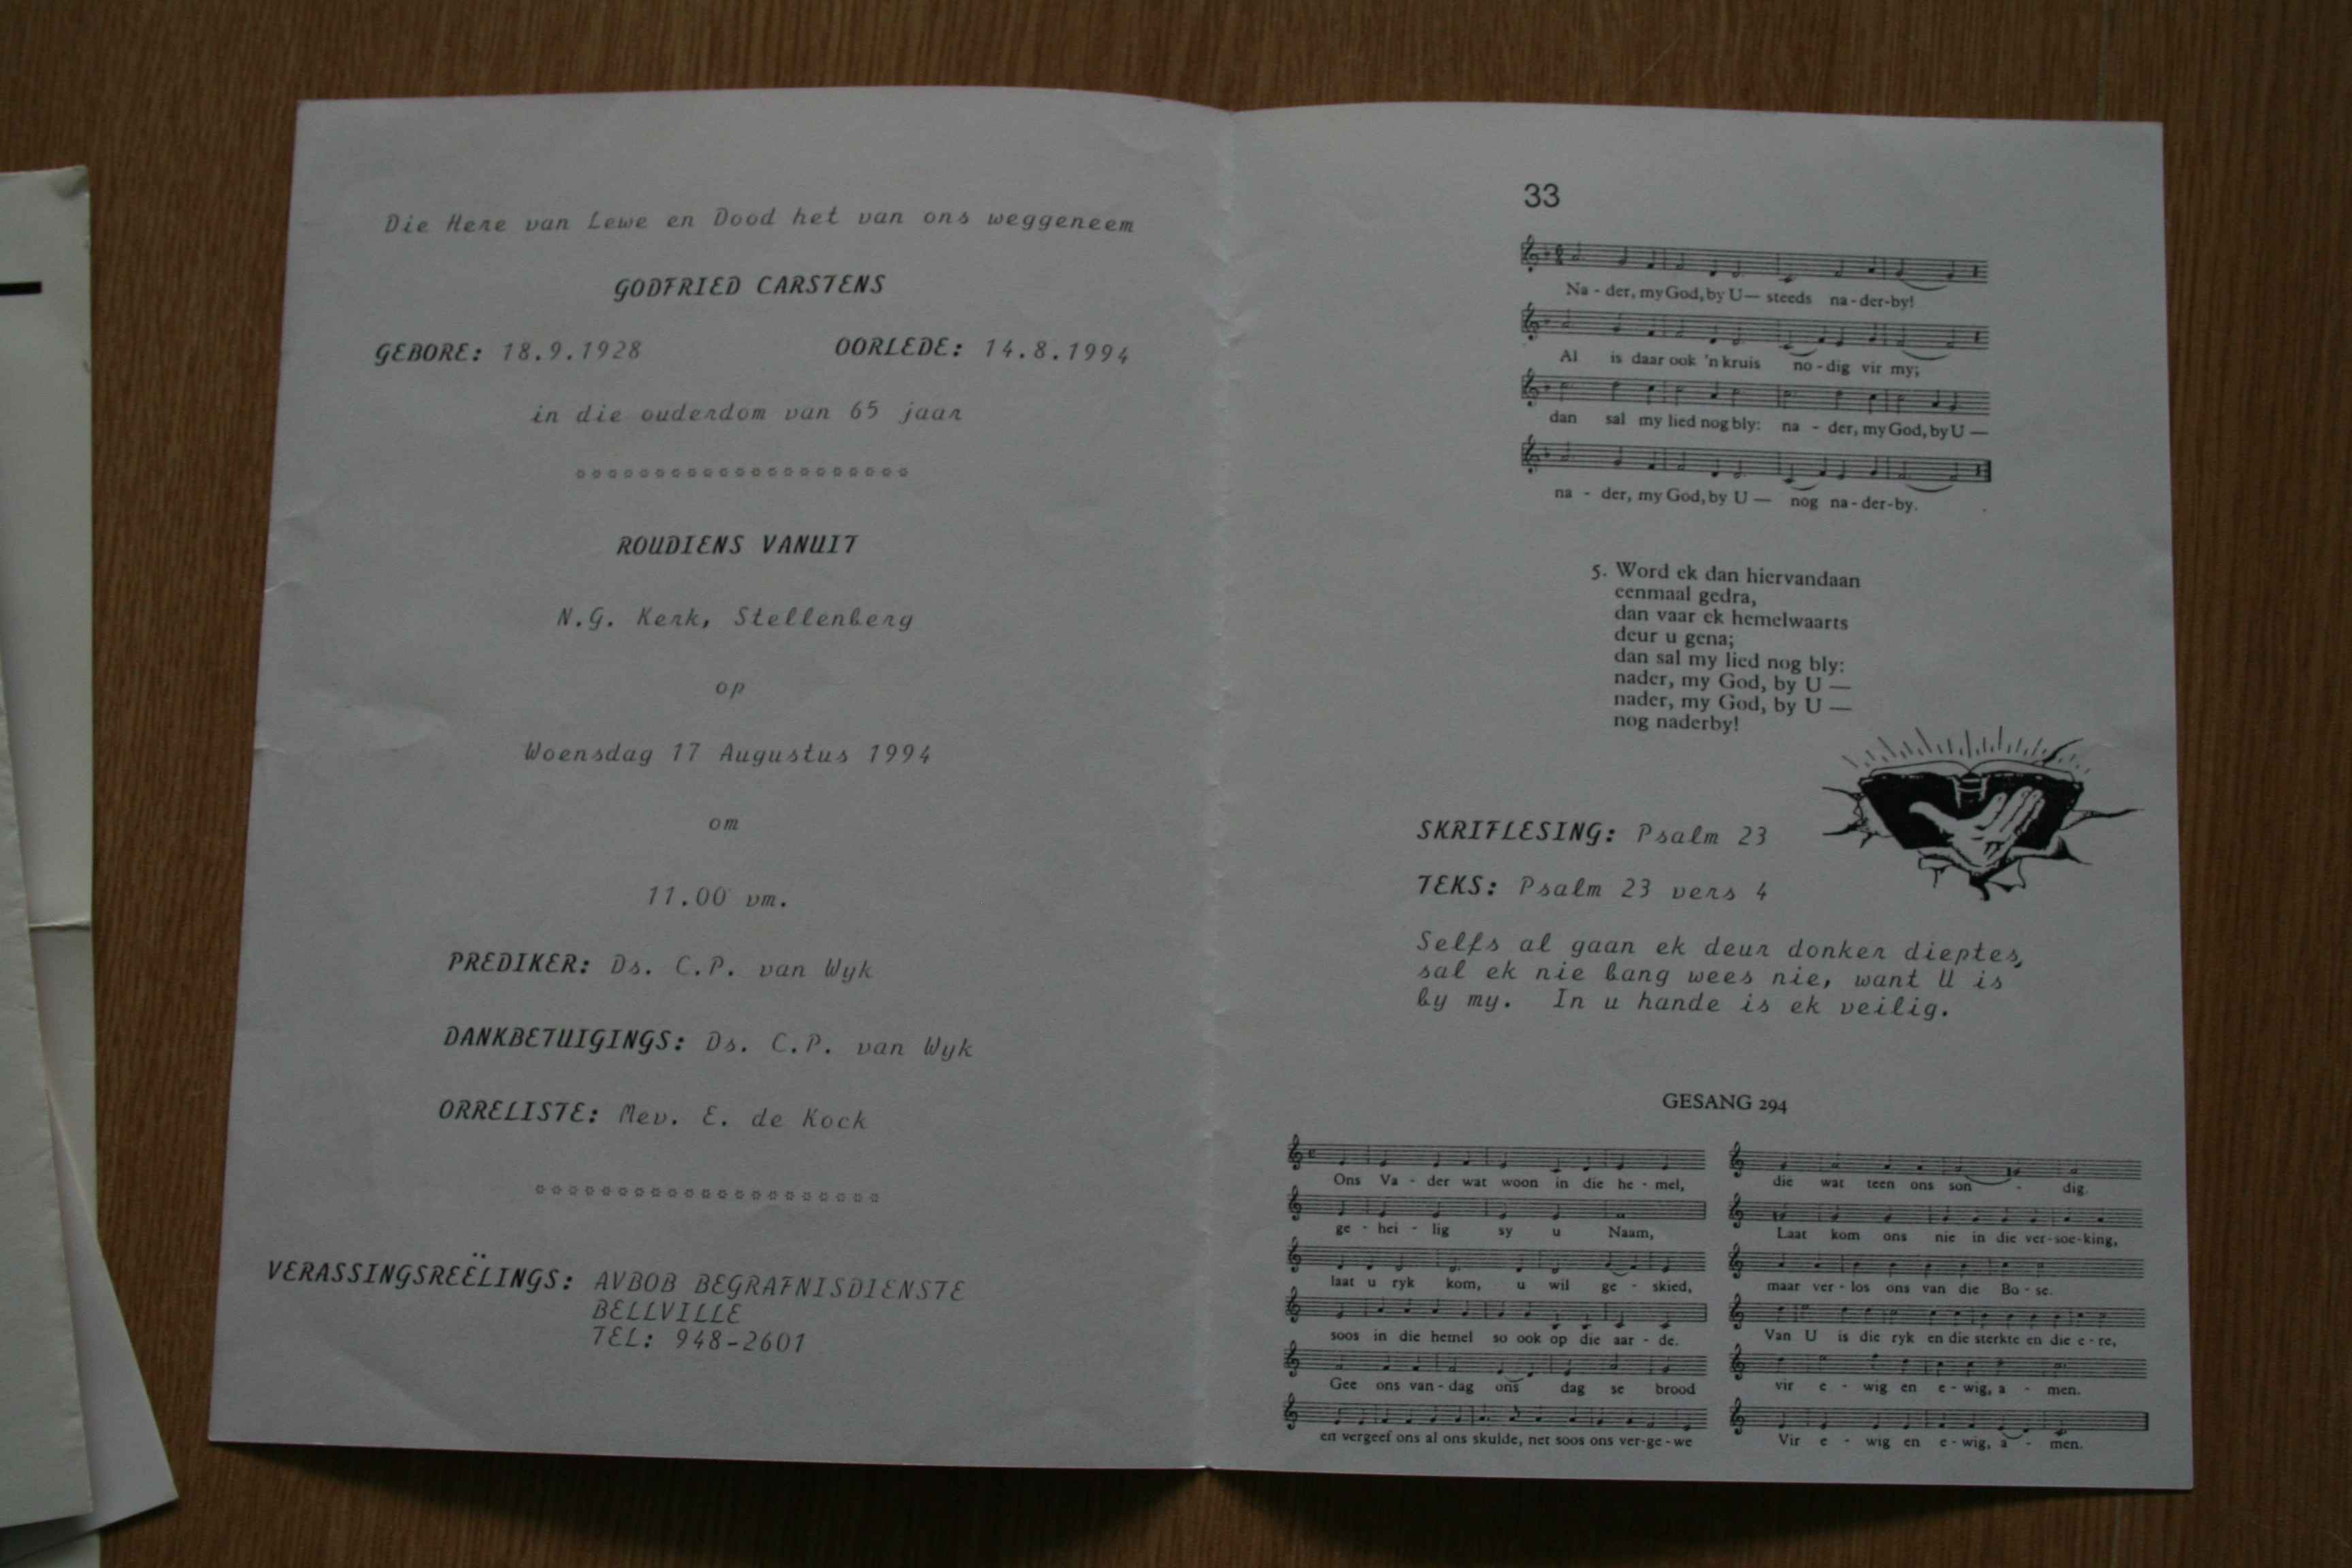 Die Here van Lewe en Dood het van ons weggeneem
GODFRIED CARSTENS
GEBORE: 18.9.1928 OORLEDE: 14.8.1994
in die ouderdom van 65 jaar
*********************
ROUDIENS VANUIT
N.G. Kerk, Stellenberg
op
Woensdag 17 Augustus 1994
om
11.00 vm.
PREDIKER: Ds. C.P. van Wyk
DANKBETUIGINGS: Ds. C.P. van Wyk
ORRELISTE: Mev. E. de Kock
**********************
VERASSINGSREËLINGS: AVBOB BEGRAFNISDIENSTE
BELLVILLE
TEL: 948-2601
33
Na - der, my God, by U — steeds na - der-by!
Al is daar ook 'n kruis no - dig vir my;
dan sal my lied nog bly: na - der, my God, by U —
na - der, my God, by U — nog na - der-by.
5. Word ek dan hiervandaan
eenmaal gedra,
dan vaar ek hemelwaarts
deur u gena;
dan sal my lied nog bly:
nader, my God, by U —
nader, my God, by U —
nog naderby!
SKRIFLESING: Psalm 23
TEKS: Psalm 23 vers 4
Selfs al gaan ek deur donker dieptes,
sal ek nie bang wees nie, want U is
by my. In u hande is ek veilig.
GESANG 294
Ons Va - der wat woon in die he - mel,
ge - hei - lig sy u Naam,
laat u ryk kom, u wil ge - skied,
soos in die hemel so ook op die aar - de.
Gee ons van - dag ons dag se brood
en vergeef ons al ons skulde, net soos ons ver-ge-we
die wat teen ons son - dig.
Laat kom ons nie in die ver-soe-king,
maar ver - los ons van die Bo - se.
Van U is die ryk en die sterkte en die e - re,
vir e - wig en e - wig, a - men.
Vir e - wig en e - wig, a - men.